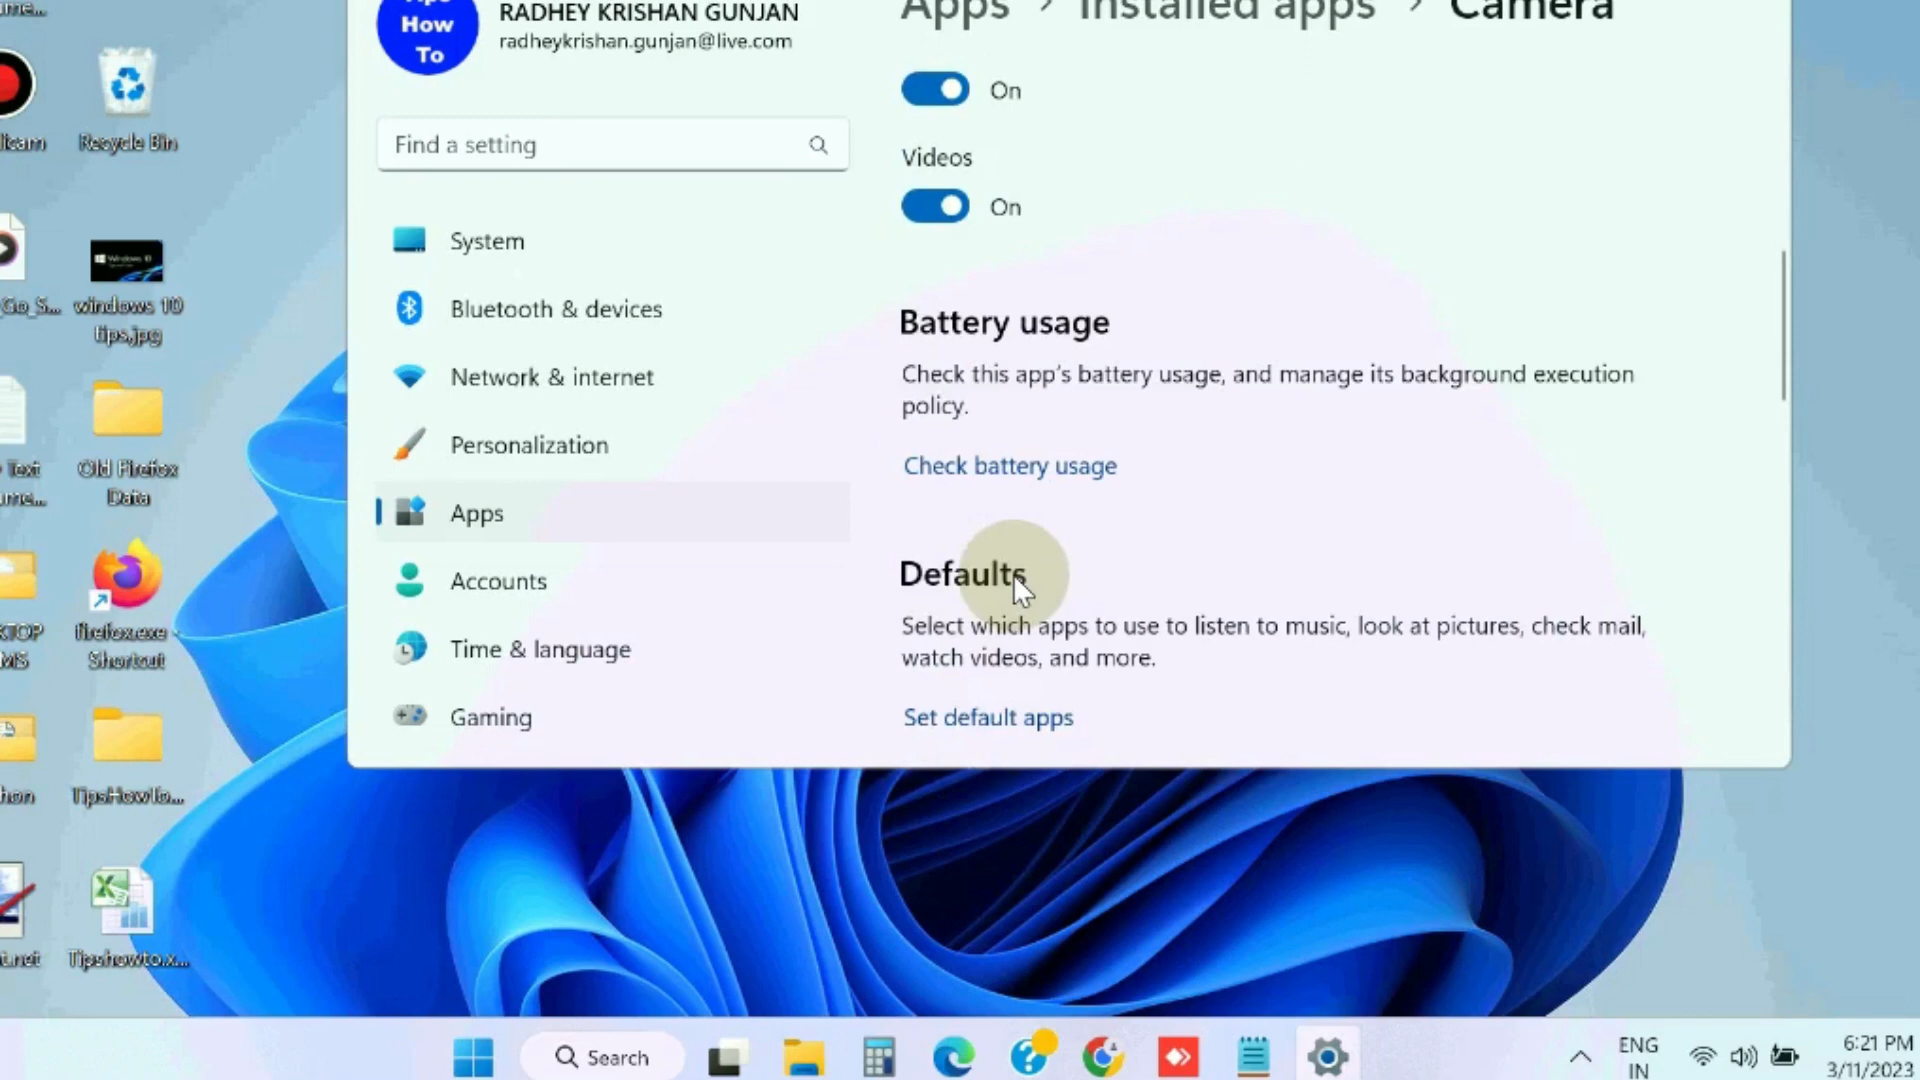 How
To
RADHEY KRISHAN GUNJAN
radheykrishan.gunjan@live.com
Find a setting
System
Bluetooth & devices
Network & internet
Personalization
Apps
Accounts
Time & language
Gaming
Apps > Installed apps > Camera
On
Videos
On
Battery usage
Check this app's battery usage, and manage its background execution
policy.
Check battery usage
Defaults
Select which apps to use to listen to music, look at pictures, check mail,
watch videos, and more.
Set default apps
Recycle Bin
windows 10
tips.jpg
Old Firefox
Data
firefox.exe -
Shortcut
TipsHowTo...
Tipshowto.x...
Search
ENG
IN
6:21 PM
3/11/2023